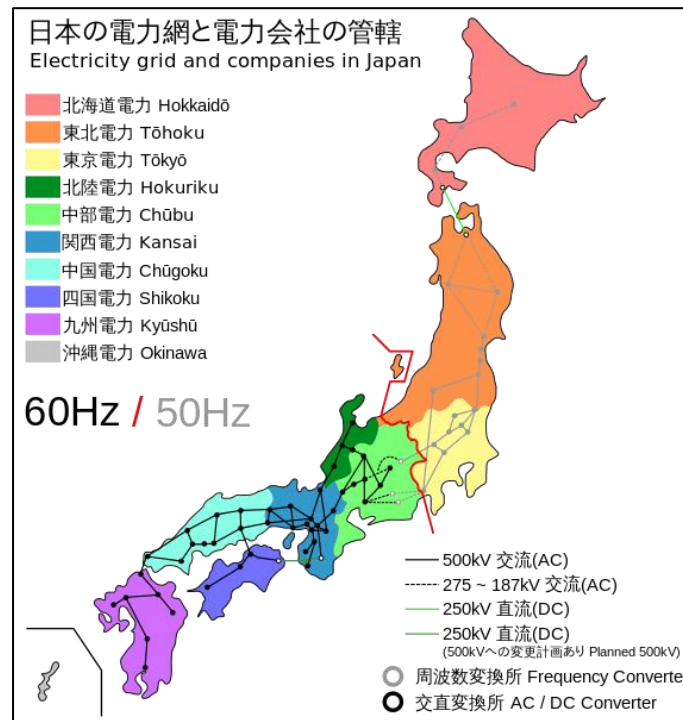 日本の電力網と電力会社の管轄
Electricity grid and companies in Japan
北海道電力 Hokkaidō
東北電力 Tōhoku
東京電力 Tōkyō
北陸電力 Hokuriku
中部電力 Chūbu
関西電力 Kansai
中国電力 Chūgoku
四国電力 Shikoku
九州電力 Kyūshū
沖縄電力 Okinawa
60Hz / 50Hz
500kV 交流(AC)
275 ~ 187kV 交流(AC)
250kV 直流(DC)
250kV 直流(DC)
(500kVへの変更計画あり Planned 500kV)
周波数変換所 Frequency Converte
交直変換所 AC / DC Converter